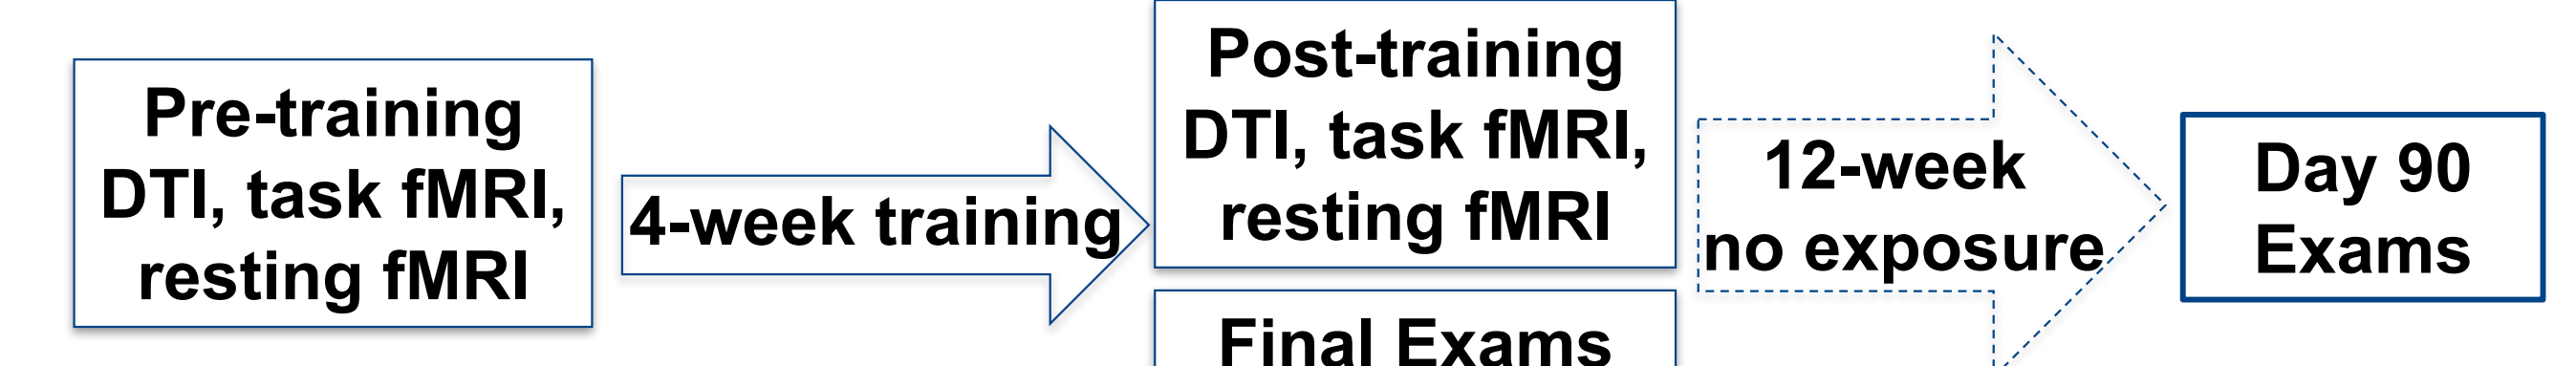 Pre-training
DTI, task fMRI,
resting fMRI
4-week training
Post-training
DTI, task fMRI,
resting fMRI
Final Exams
12-week
no exposure
Day 90
Exams